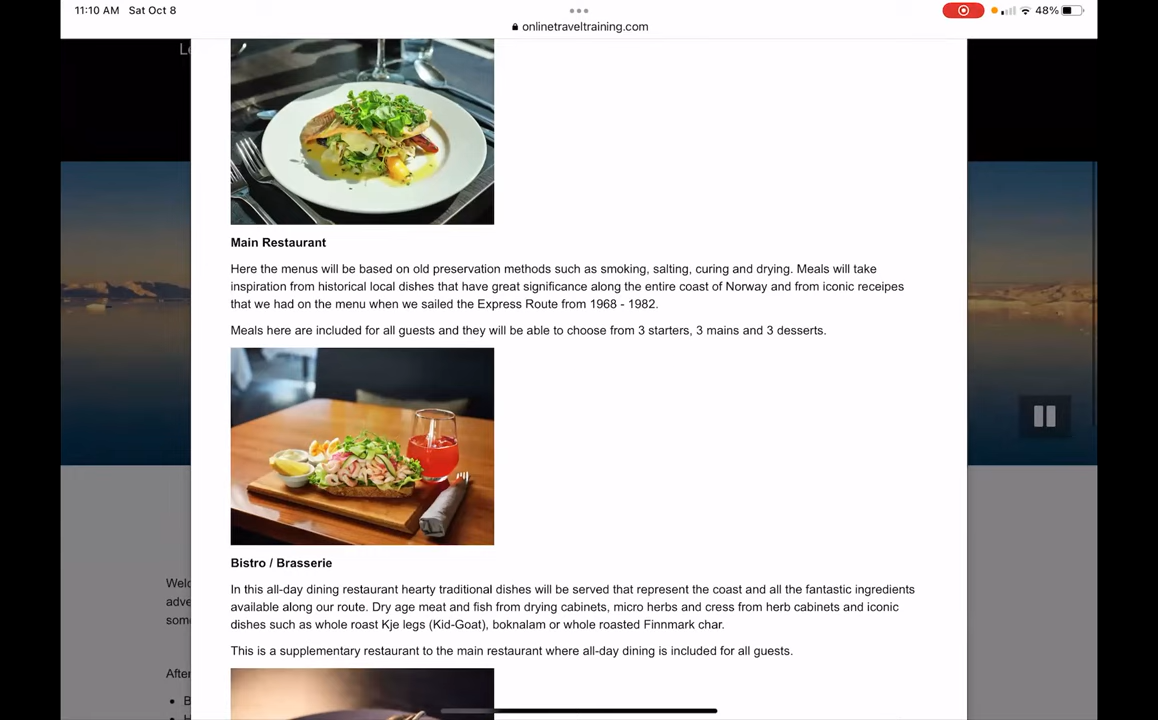 11:10 AM Sat Oct 8
48%
onlinetraveltraining.com
Le
Main Restaurant
Here the menus will be based on old preservation methods such as smoking, salting, curing and drying. Meals will take
inspiration from historical local dishes that have great significance along the entire coast of Norway and from iconic receipes
that we had on the menu when we sailed the Express Route from 1968 - 1982.
Meals here are included for all guests and they will be able to choose from 3 starters, 3 mains and 3 desserts.
Bistro / Brasserie
In this all-day dining restaurant hearty traditional dishes will be served that represent the coast and all the fantastic ingredients
available along our route. Dry age meat and fish from drying cabinets, micro herbs and cress from herb cabinets and iconic
dishes such as whole roast Kje legs (Kid-Goat), boknalam or whole roasted Finnmark char.
This is a supplementary restaurant to the main restaurant where all-day dining is included for all guests.
Welc
adve
som
After
• B